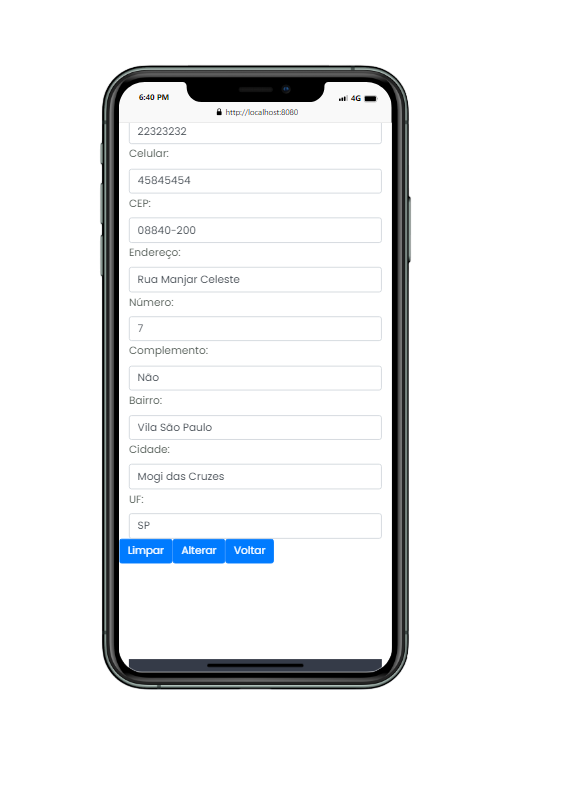 6:40 PM
4G
http://localhost:8080
22323232
Celular:
45845454
CEP:
08840-200
Endereço:
Rua Manjar Celeste
Número:
7
Complemento:
Não
Bairro:
Vila São Paulo
Cidade:
Mogi das Cruzes
UF:
SP
Limpar Alterar Voltar